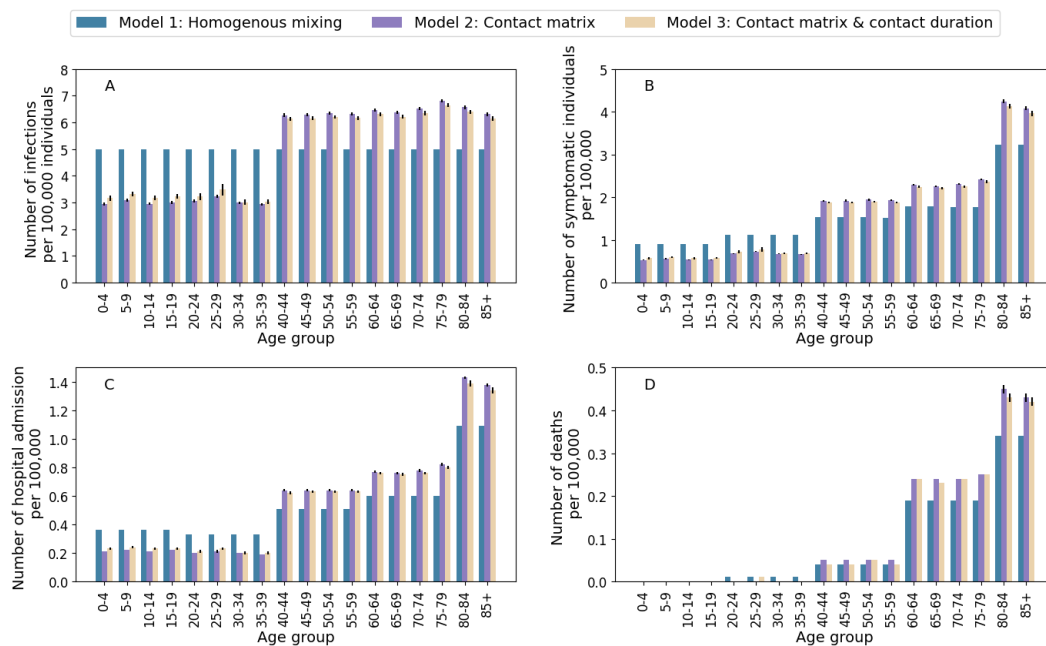 Model 1: Homogenous mixing Model 2: Contact matrix Model 3: Contact matrix & contact duration
A
Number of infections
per 100,000 individuals
8
7
6
5
4
3
2
1
0
0-4 5-9 10-14 15-19 20-24 25-29 30-34 35-39 40-44 45-49 50-54 55-59 60-64 65-69 70-74 75-79 80-84 85+
Age group
B
Number of symptomatic individuals
per 100,000
5
4
3
2
1
0
0-4 5-9 10-14 15-19 20-24 25-29 30-34 35-39 40-44 45-49 50-54 55-59 60-64 65-69 70-74 75-79 80-84 85+
Age group
C
Number of hospital admission
per 100,000
1.4
1.2
1.0
0.8
0.6
0.4
0.2
0.0
0-4 5-9 10-14 15-19 20-24 25-29 30-34 35-39 40-44 45-49 50-54 55-59 60-64 65-69 70-74 75-79 80-84 85+
Age group
D
Number of deaths
per 100,000
0.5
0.4
0.3
0.2
0.1
0.0
0-4 5-9 10-14 15-19 20-24 25-29 30-34 35-39 40-44 45-49 50-54 55-59 60-64 65-69 70-74 75-79 80-84 85+
Age group